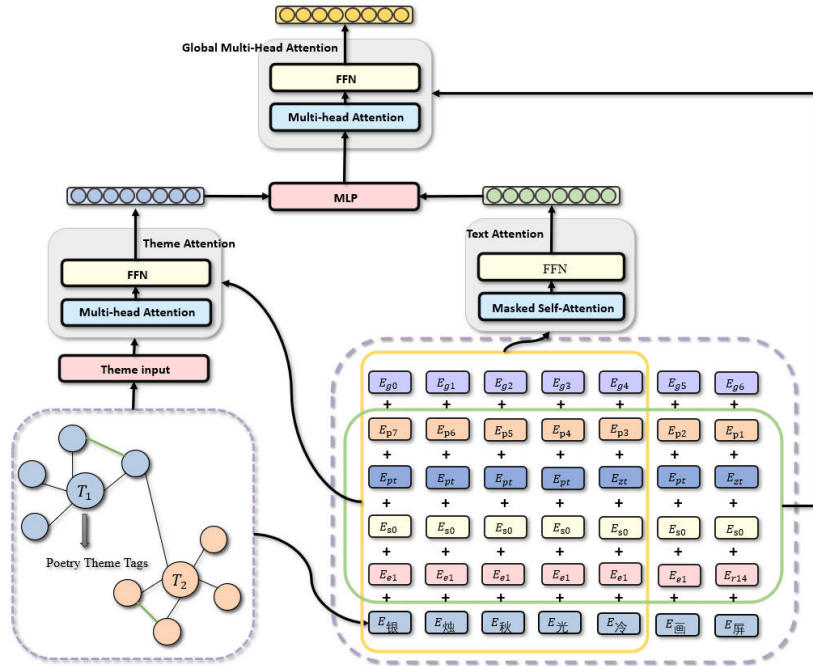 Global Multi-Head Attention
FFN
Multi-head Attention
MLP
Theme Attention
FFN
Multi-head Attention
Theme input
Text Attention
FFN
Masked Self-Attention
T1
Poetry Theme Tags
T2
Eg0 Eg1 Eg2 Eg3 Eg4 Eg5 Eg6
+ + + + + + +
Ep7 Ep6 Ep5 Ep4 Ep3 Ep2 Ep1
+ + + + + + +
Ept Ept Ept Ept Ezt Ept Ezt
+ + + + + + +
Es0 Es0 Es0 Es0 Es0 Es0 Es0
+ + + + + + +
Ee1 Ee1 Ee1 Ee1 Ee1 Ee1 Er14
+ + + + + + +
E银 E烛 E秋 E光 E冷 E画 E屏